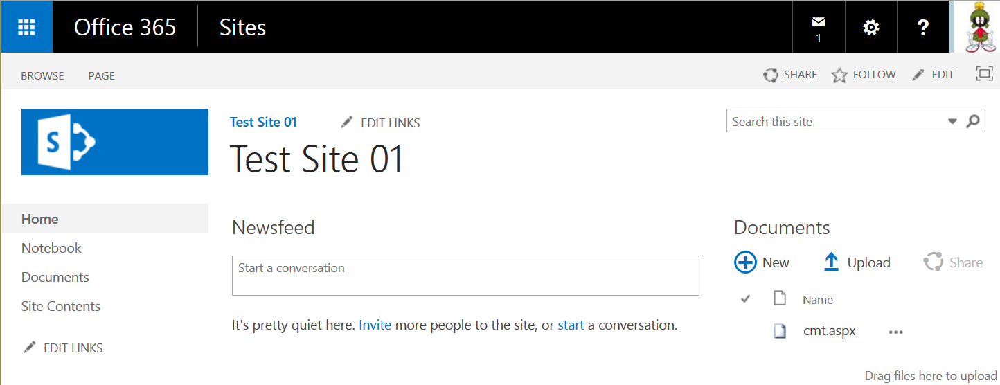 Office 365 Sites 1 ?
BROWSE PAGE SHARE FOLLOW EDIT
S
Test Site 01 EDIT LINKS Search this site
Test Site 01
Home
Notebook
Documents
Site Contents
EDIT LINKS
Newsfeed
Start a conversation
It's pretty quiet here. Invite more people to the site, or start a conversation.
Documents
New Upload Share
Name
cmt.aspx ...
Drag files here to upload